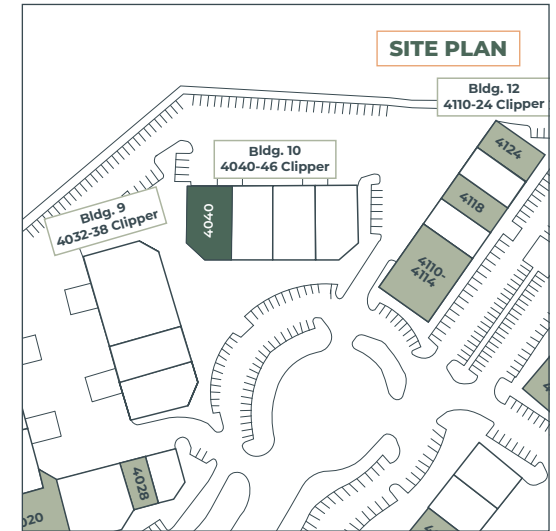 SITE PLAN
Bldg. 12
4110-24 Clipper
Bldg. 10
4040-46 Clipper
4124
Bldg. 9
4032-38 Clipper
4040
4118
4110-
4114
4028